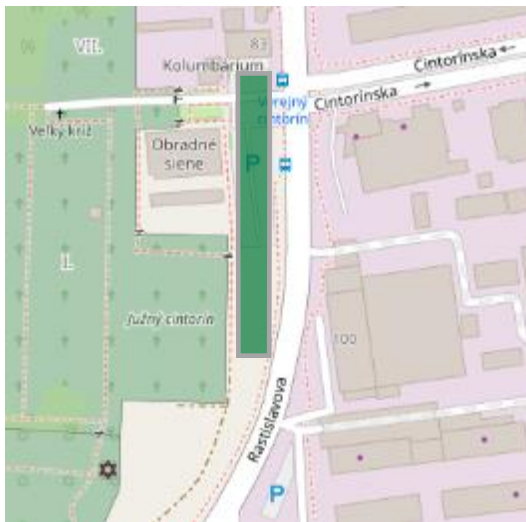 VII.
83
Kolumbárium
Cintorínska ←
Cintorínska →
Verejný
cintorín
Veľký kríž
Obradné
siene
P
I.
Južný cintorín
100
Rastislavova
P